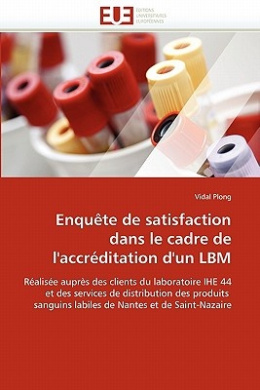 EUE
ÉDITIONS
UNIVERSITAIRES
EUROPÉENNES
Vidal Plong
Enquête de satisfaction
dans le cadre de
l'accréditation d'un LBM
Réalisée auprès des clients du laboratoire IHE 44
et des services de distribution des produits
sanguins labiles de Nantes et de Saint-Nazaire